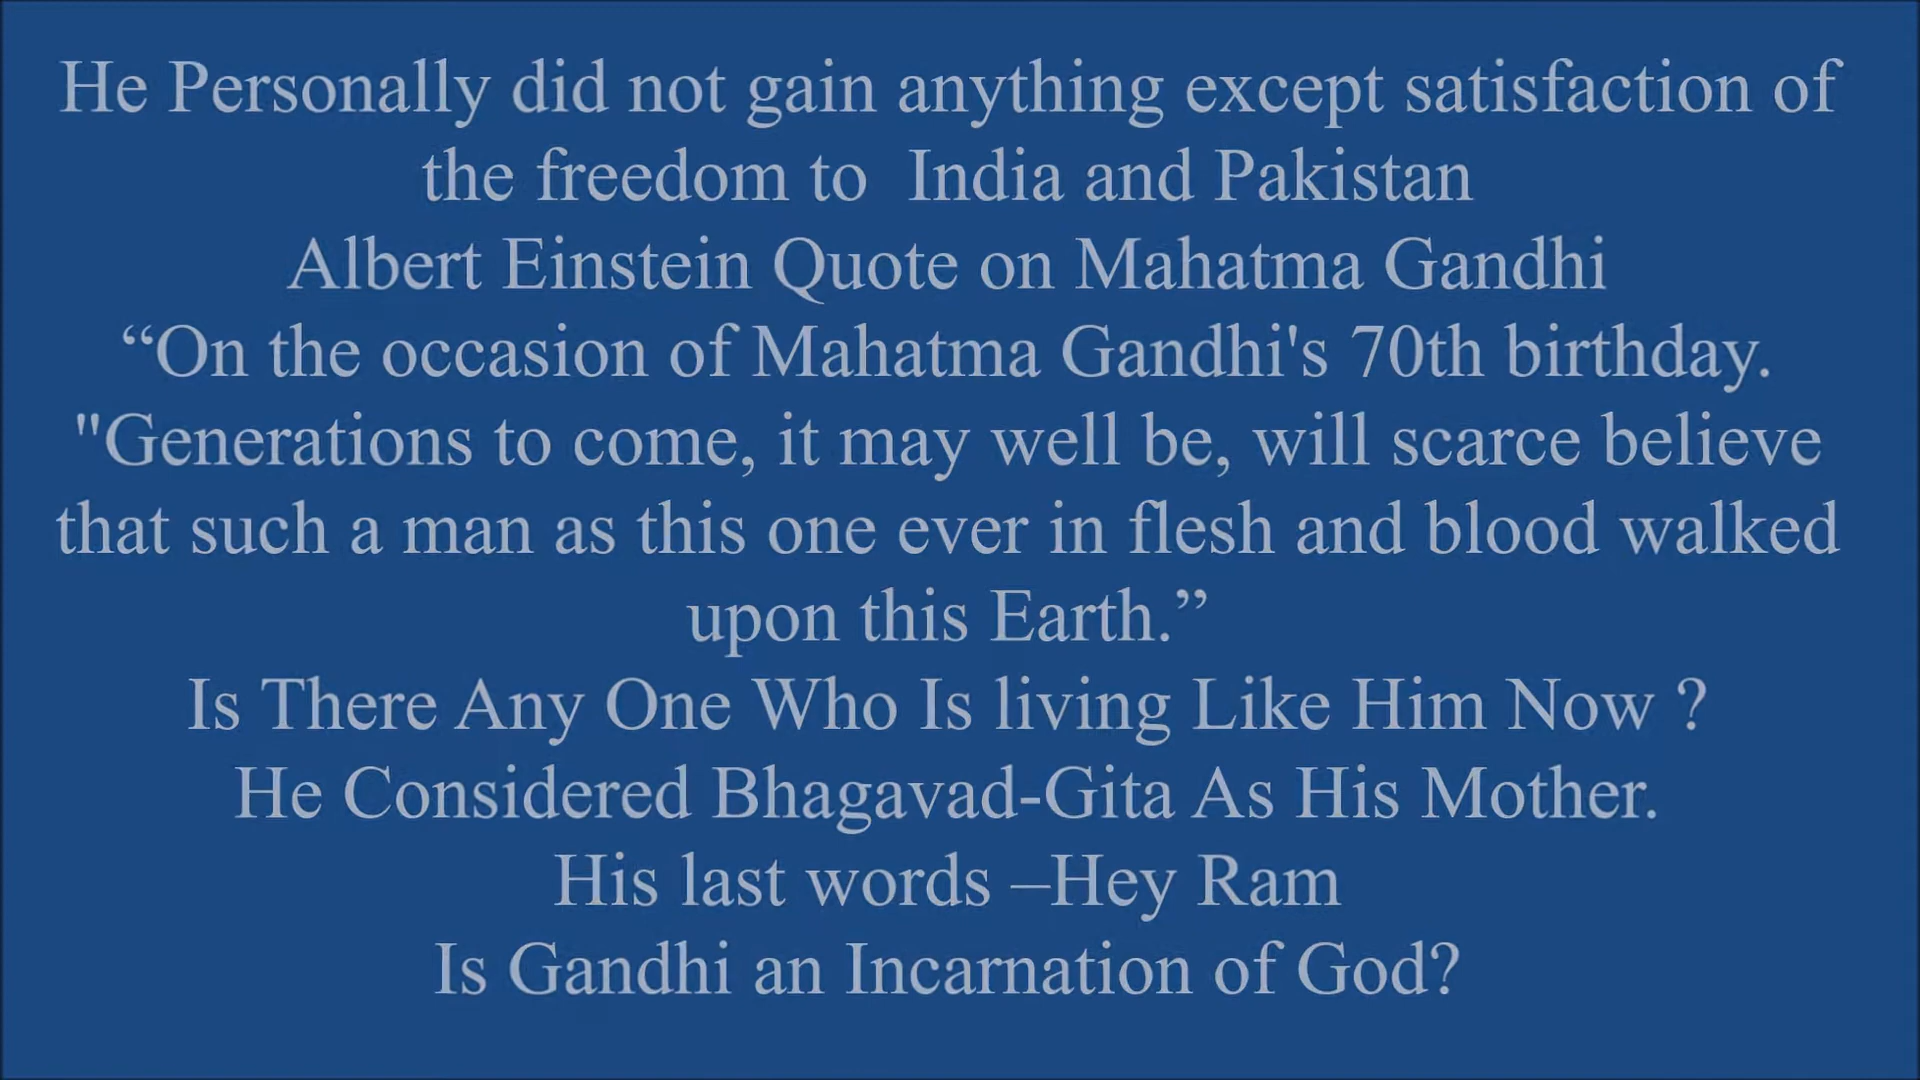 He Personally did not gain anything except satisfaction of
the freedom to  India and Pakistan
Albert Einstein Quote on Mahatma Gandhi
“On the occasion of Mahatma Gandhi's 70th birthday.
"Generations to come, it may well be, will scarce believe
that such a man as this one ever in flesh and blood walked
upon this Earth.”
Is There Any One Who Is living Like Him Now ?
He Considered Bhagavad-Gita As His Mother.
His last words –Hey Ram
Is Gandhi an Incarnation of God?